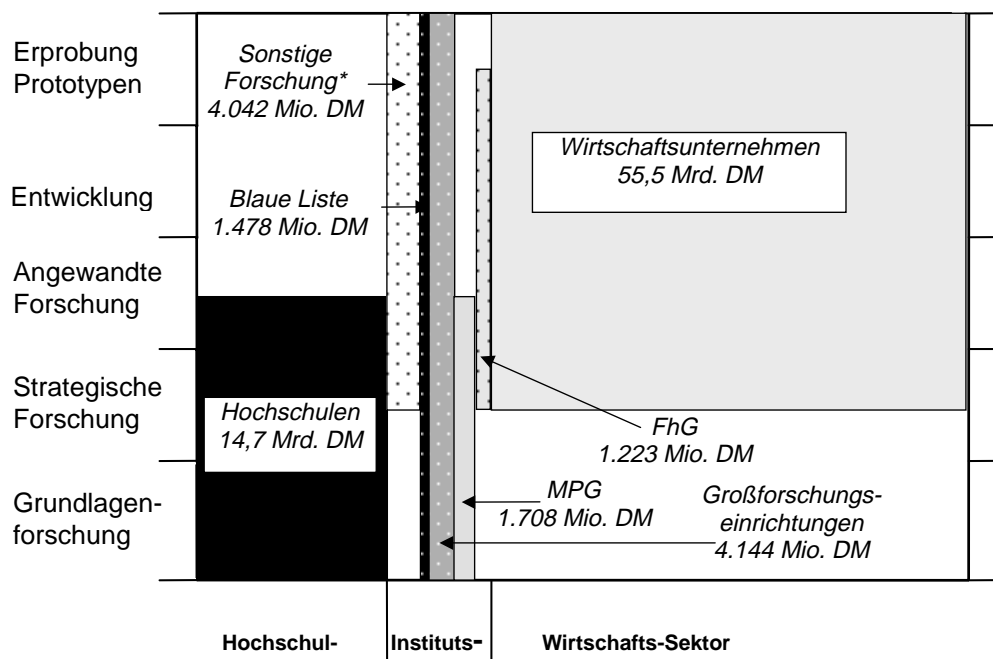 Erprobung
Prototypen
Entwicklung
Angewandte
Forschung
Strategische
Forschung
Grundlagen-
forschung
Sonstige
Forschung*
4.042 Mio. DM
Blaue Liste
1.478 Mio. DM
Hochschulen
14,7 Mrd. DM
Wirtschaftsunternehmen
55,5 Mrd. DM
FhG
1.223 Mio. DM
MPG
1.708 Mio. DM
Großforschungs-
einrichtungen
4.144 Mio. DM
Hochschul-
Instituts-
Wirtschafts-Sektor